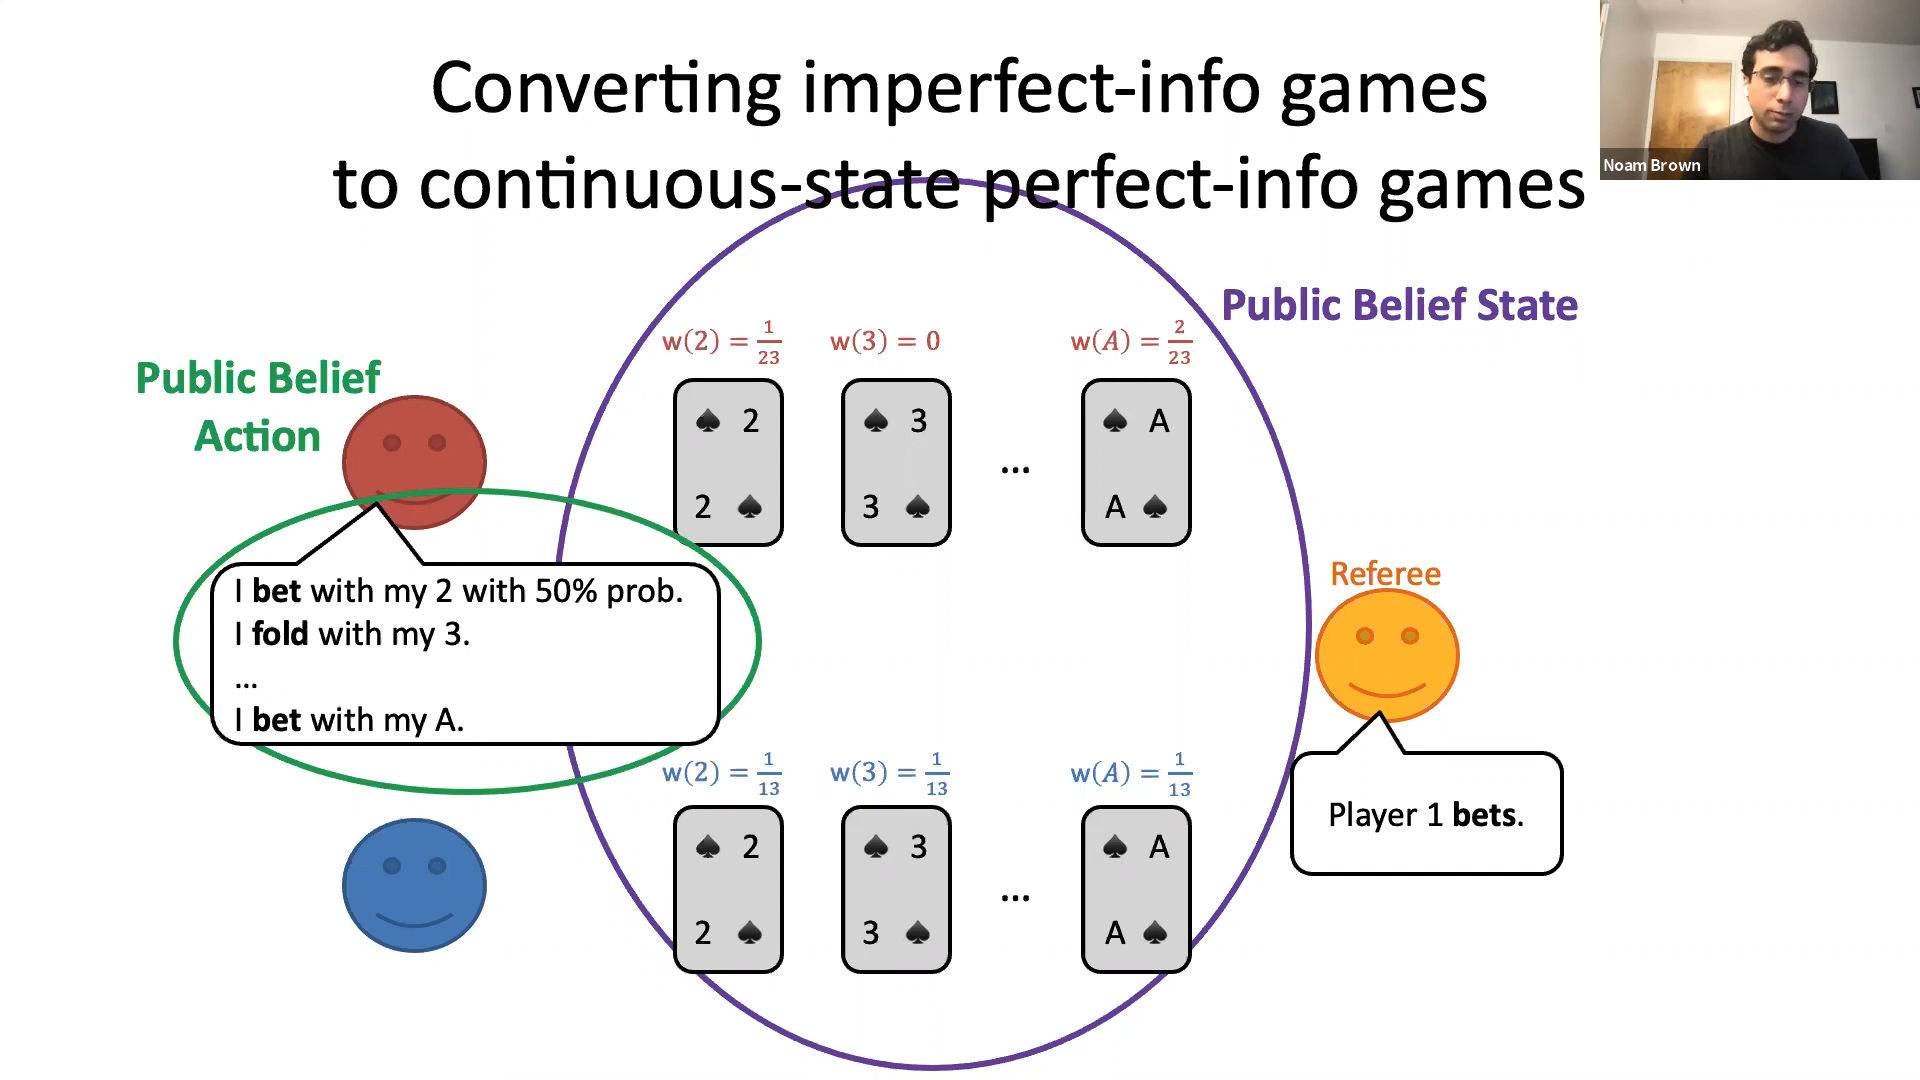 Converting imperfect-info games
to continuous-state perfect-info games
Noam Brown
Public Belief State
w(2) = 1/23
w(3) = 0
w(A) = 2/23
Public Belief
Action
♠ 2
2 ♠
♠ 3
3 ♠
...
♠ A
A ♠
I bet with my 2 with 50% prob.
I fold with my 3.
...
I bet with my A.
Referee
Player 1 bets.
w(2) = 1/13
w(3) = 1/13
w(A) = 1/13
♠ 2
2 ♠
♠ 3
3 ♠
...
♠ A
A ♠